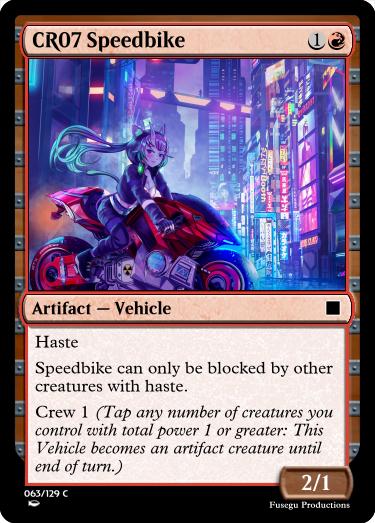 CR07 Speedbike
1
Artifact — Vehicle
Haste
Speedbike can only be blocked by other
creatures with haste.
Crew 1 (Tap any number of creatures you
control with total power 1 or greater: This
Vehicle becomes an artifact creature until
end of turn.)
2/1
063/129 C
Fusegu Productions